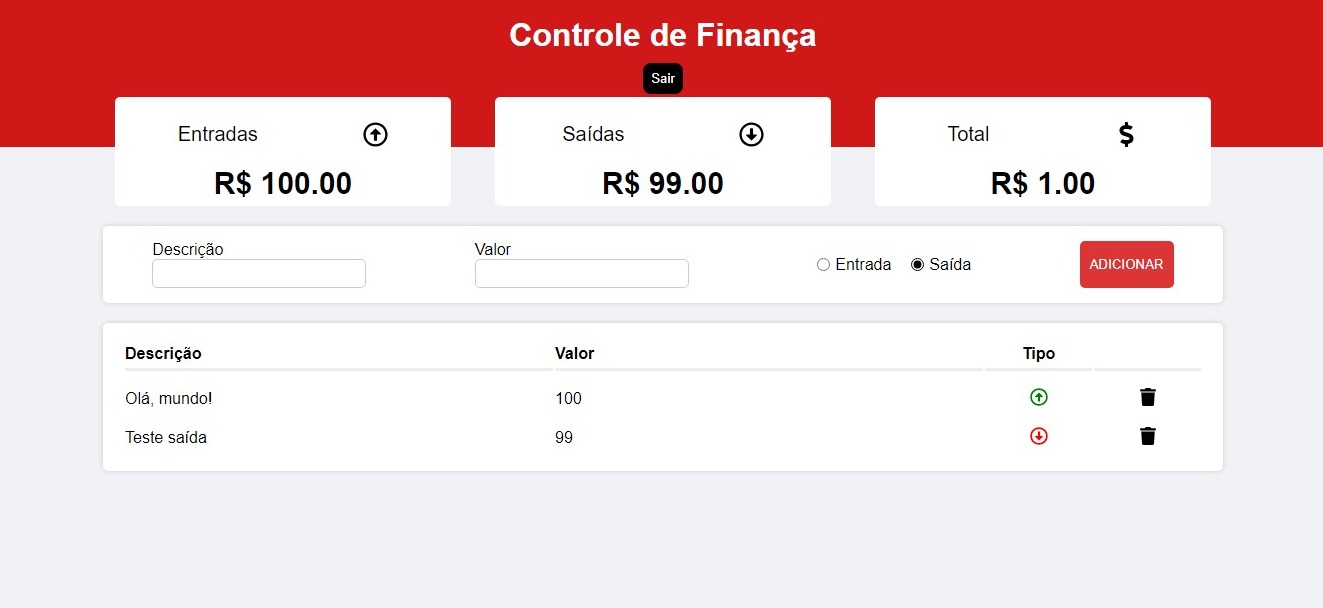 Controle de Finança
Sair
Entradas
R$ 100.00
Saídas
R$ 99.00
Total
$
R$ 1.00
Descrição
Valor
Entrada Saída
ADICIONAR
Descrição Valor Tipo
Olá, mundo! 100
Teste saída 99